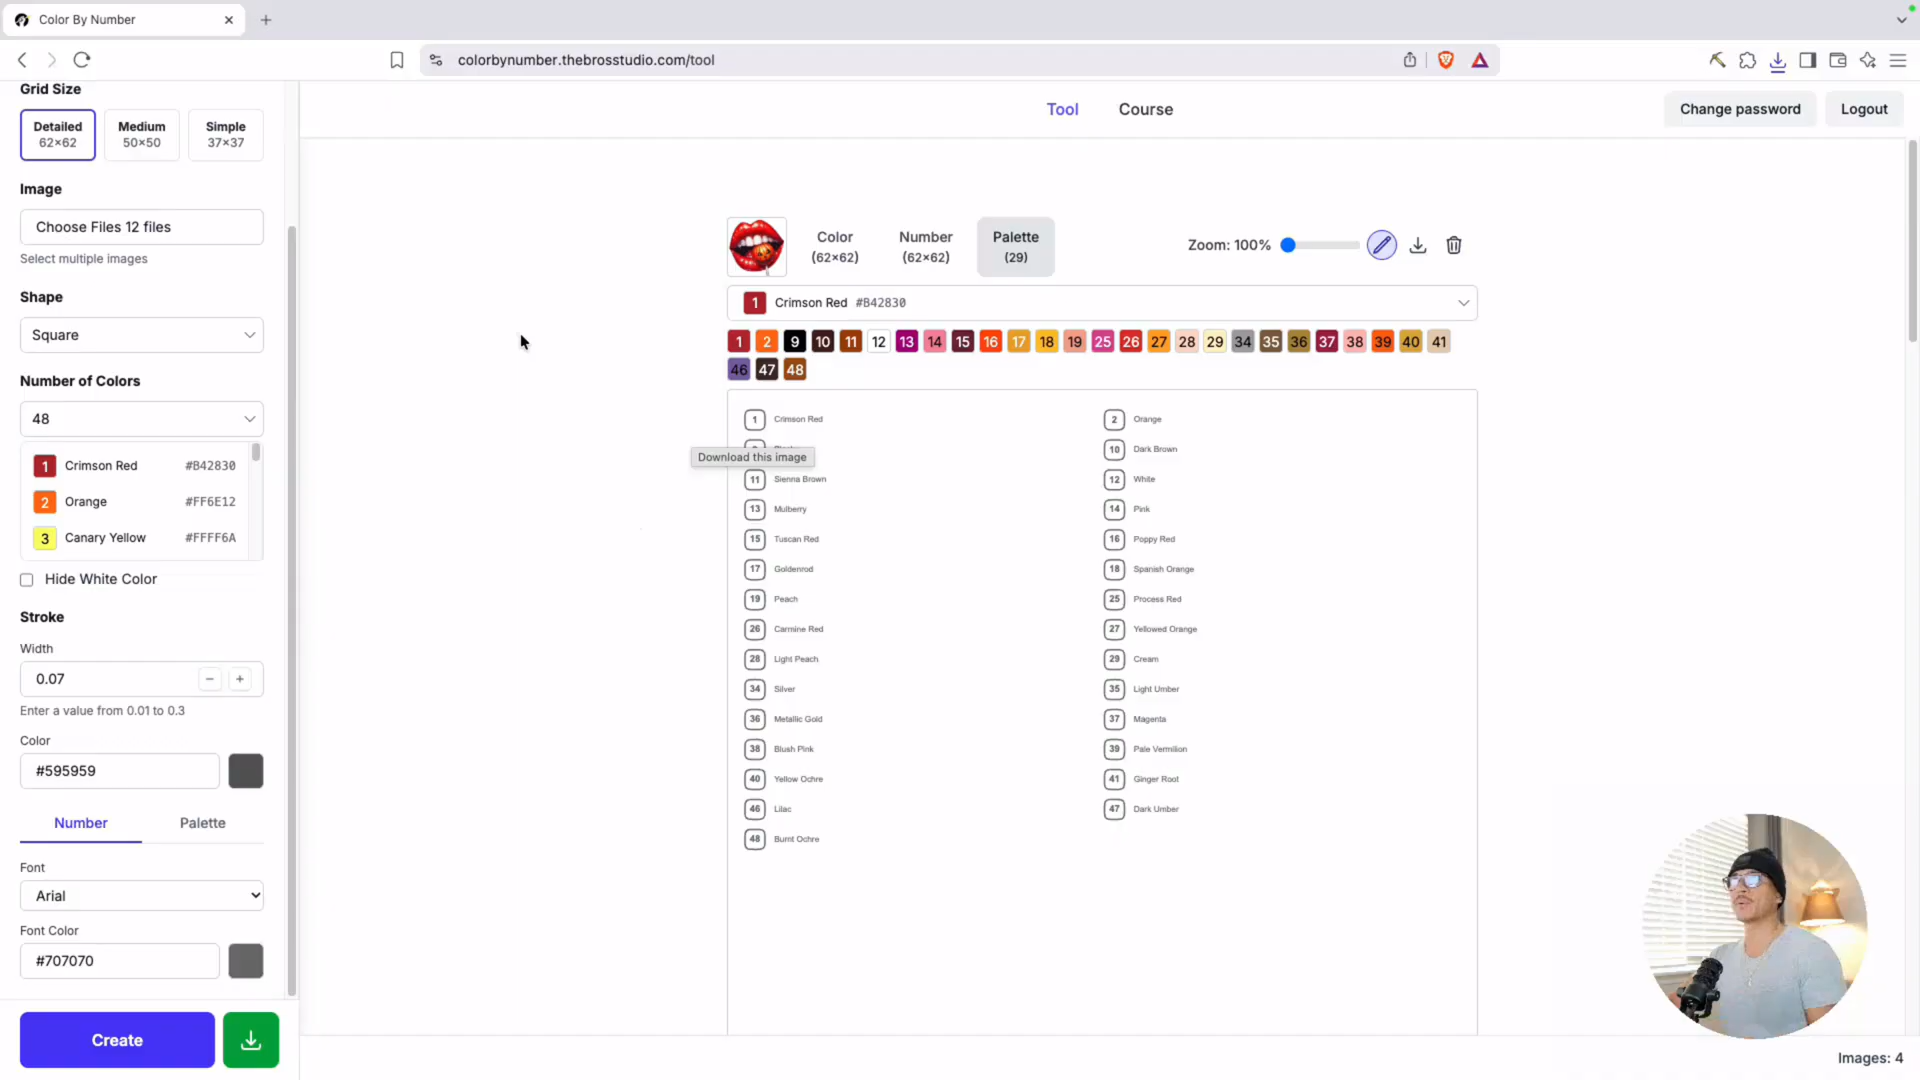 Color By Number
colorbynumber.thebrosstudio.com/tool
Tool
Course
Change password
Logout
Grid Size
Detailed
62×62
Medium
50×50
Simple
37×37
Image
Choose Files 12 files
Select multiple images
Shape
Square
Number of Colors
48
1 Crimson Red #B42830
2 Orange #FF6E12
3 Canary Yellow #FFFF6A
Hide White Color
Stroke
Width
0.07
Enter a value from 0.01 to 0.3
Color
#595959
Number
Palette
Font
Arial
Font Color
#707070
Create
Color
(62×62)
Number
(62×62)
Palette
(29)
Zoom: 100%
1 Crimson Red #B42830
1 2 9 10 11 12 13 14 15 16 17 18 19 25 26 27 28 29 34 35 36 37 38 39 40 41
46 47 48
1 Crimson Red
2 Orange
10 Dark Brown
Download this image
11 Sienna Brown
12 White
13 Mulberry
14 Pink
15 Tuscan Red
16 Poppy Red
17 Goldenrod
18 Spanish Orange
19 Peach
25 Process Red
26 Carmine Red
27 Yellowed Orange
28 Light Peach
29 Cream
34 Silver
35 Light Umber
36 Metallic Gold
37 Magenta
38 Blush Pink
39 Pale Vermilion
40 Yellow Ochre
41 Ginger Root
46 Lilac
47 Dark Umber
48 Burnt Ochre
Images: 4